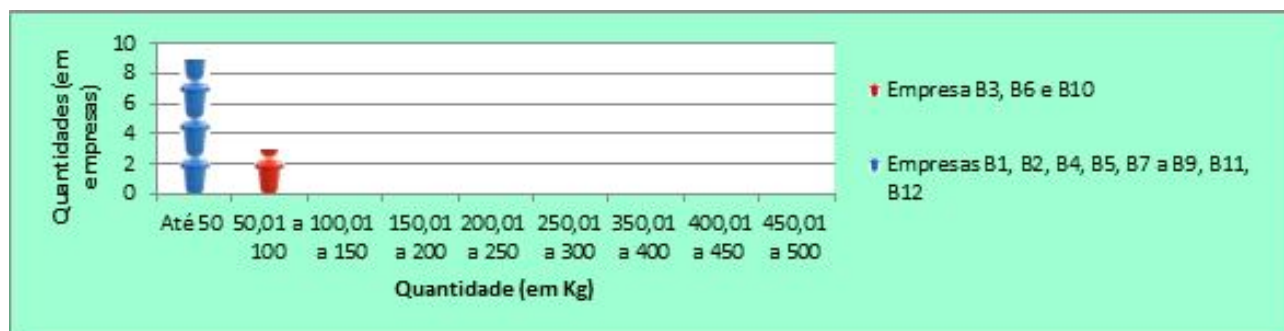 Quantidades (em
empresas)
10
8
6
4
2
0
Até 50
50,01 a
100
100,01
a 150
150,01
a 200
200,01
a 250
250,01
a 300
350,01
a 400
400,01
a 450
450,01
a 500
Quantidade (em Kg)
Empresa B3, B6 e B10
Empresas B1, B2, B4, B5, B7 a B9, B11,
B12